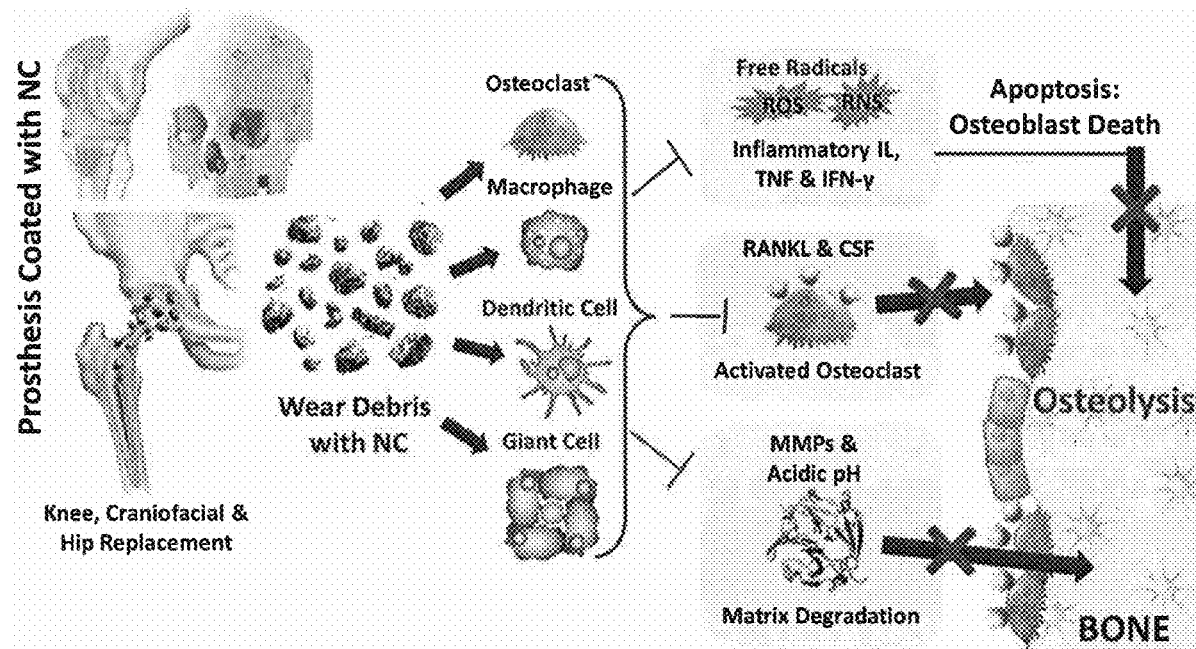 Prosthesis Coated with NC
Knee, Craniofacial &
Hip Replacement
Wear Debris
with NC
Osteoclast
Macrophage
Dendritic Cell
Giant Cell
Free Radicals
ROS
RNS
Inflammatory IL,
TNF & IFN-γ
Apoptosis:
Osteoblast Death
RANKL & CSF
Activated Osteoclast
MMPs &
Acidic pH
Matrix Degradation
Osteolysis
BONE